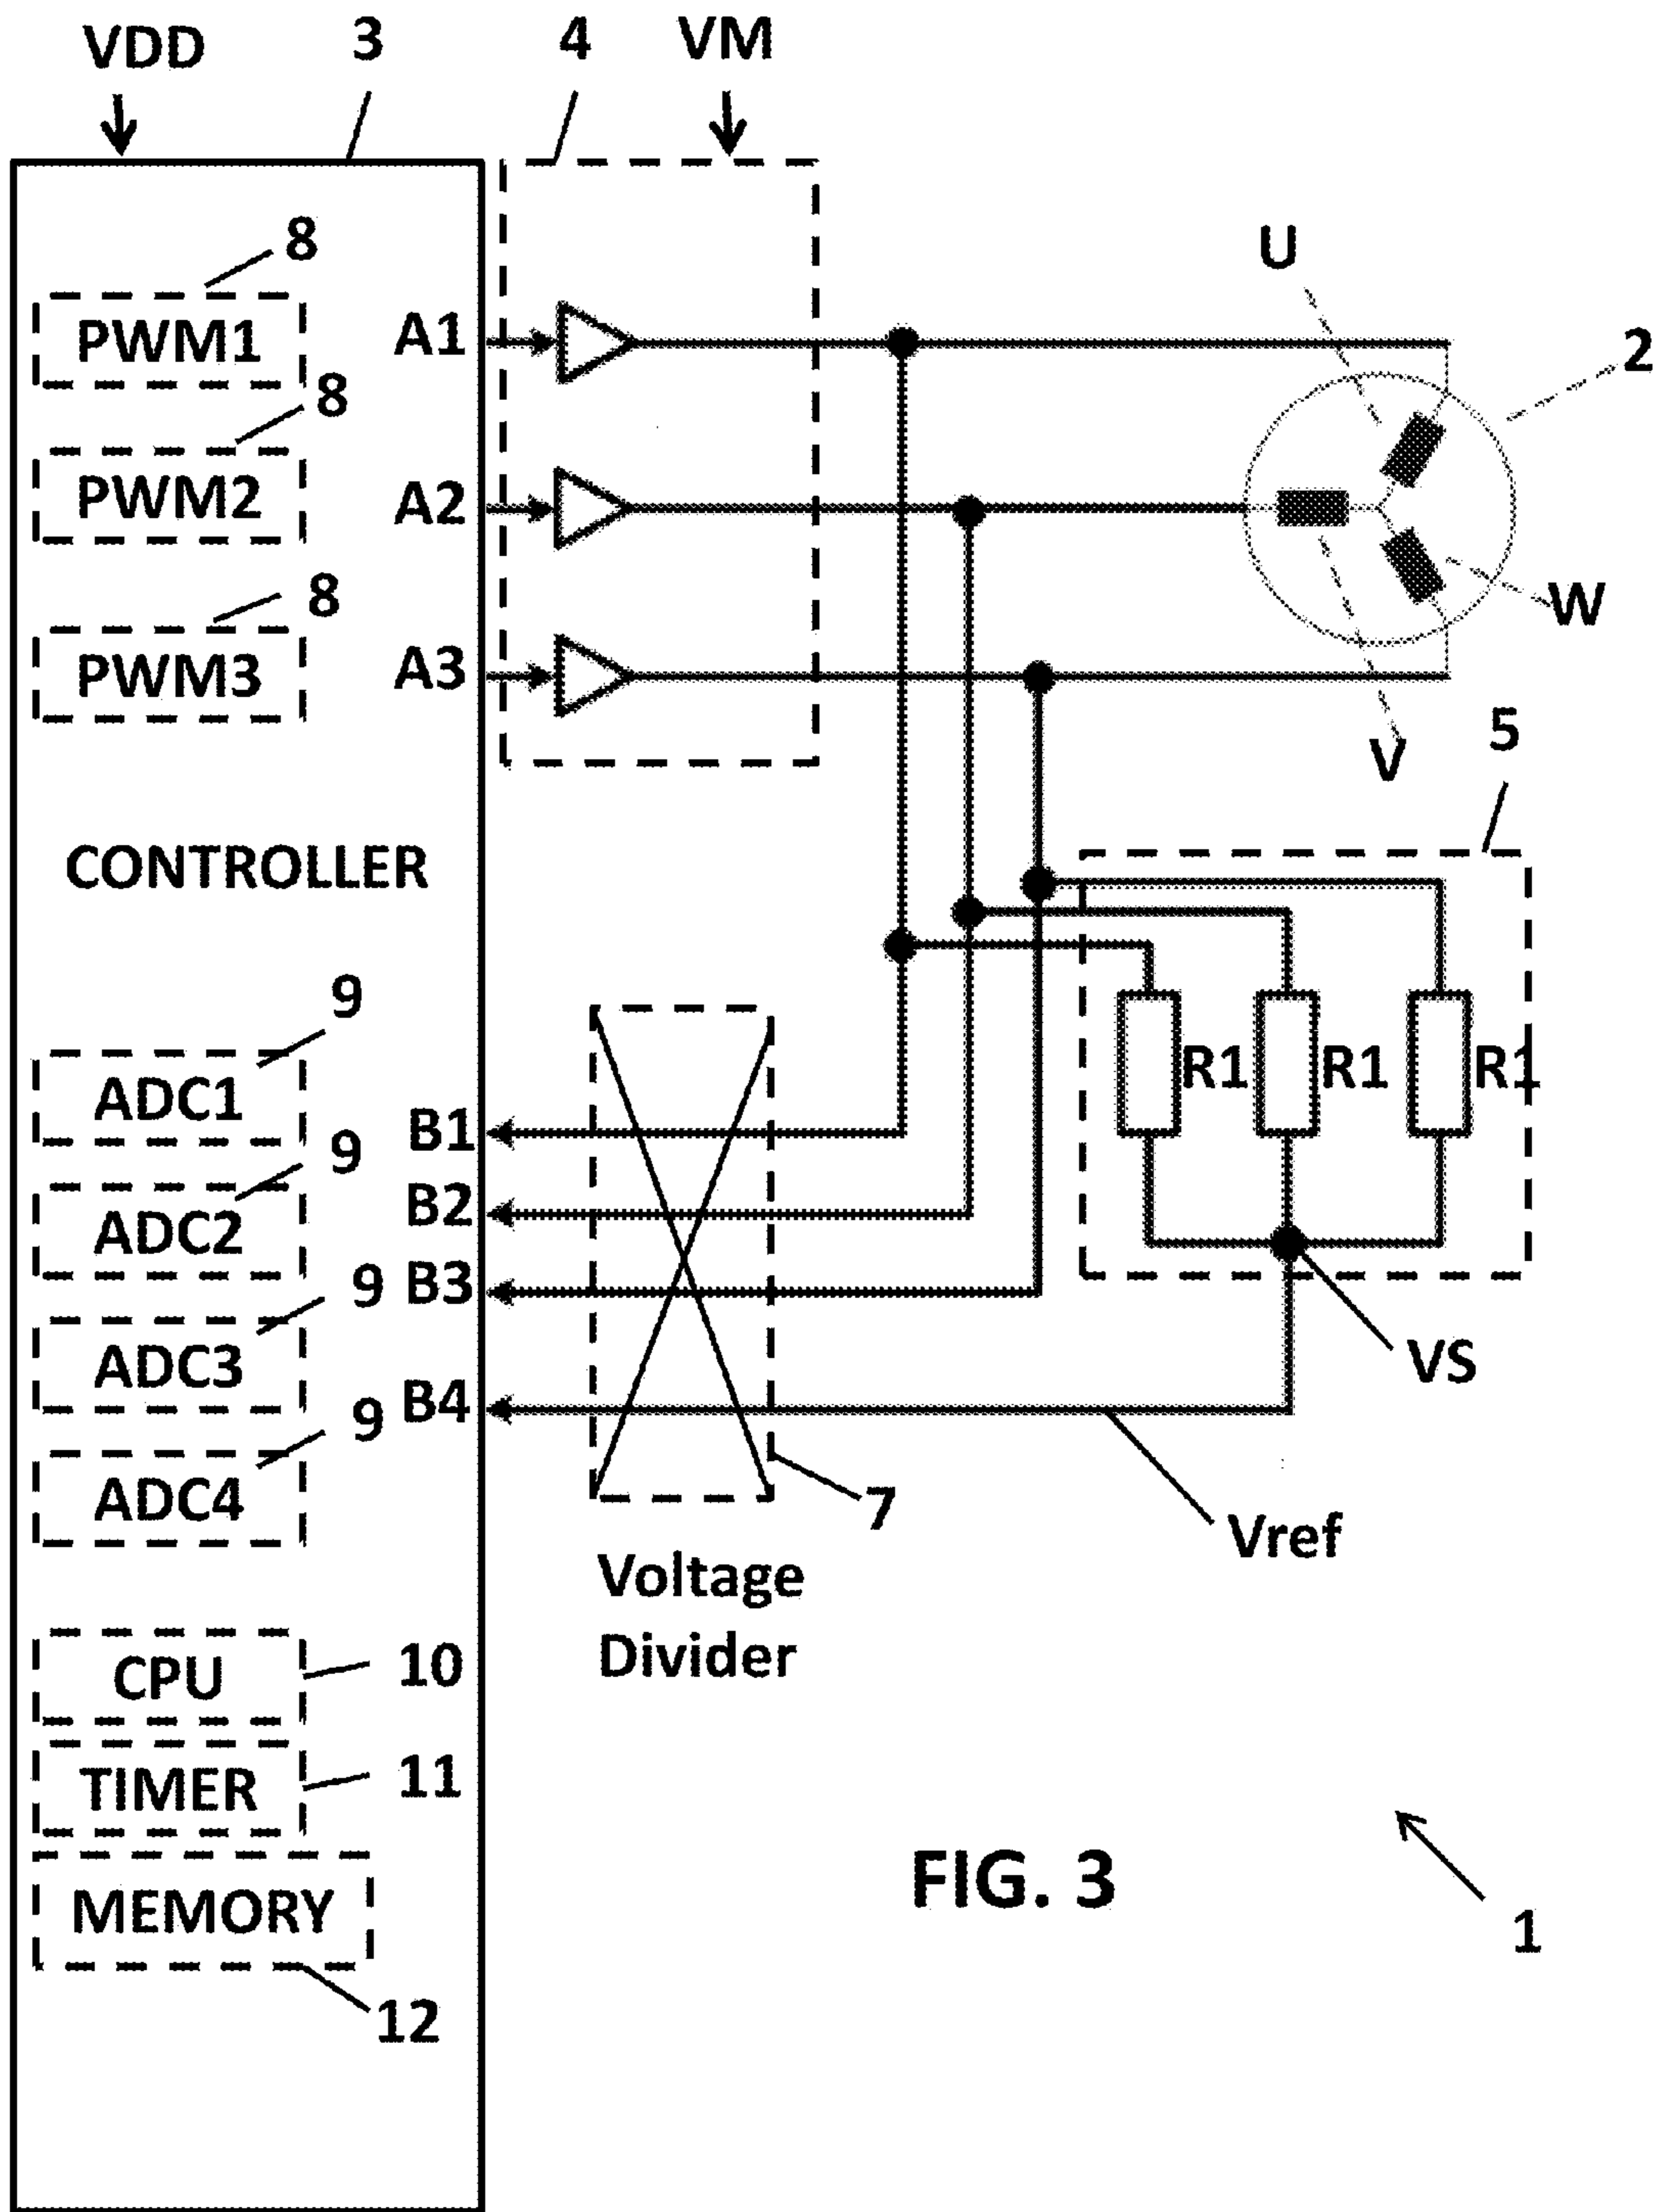 VDD
3
4
VM
8
PWM1
A1
U
2
8
PWM2
A2
W
8
PWM3
A3
V
5
CONTROLLER
9
ADC1
B1
R1
R1
R1
9
ADC2
B2
9
B3
ADC3
VS
9
B4
ADC4
7
Vref
Voltage
Divider
CPU
10
TIMER
11
MEMORY
12
FIG. 3
1